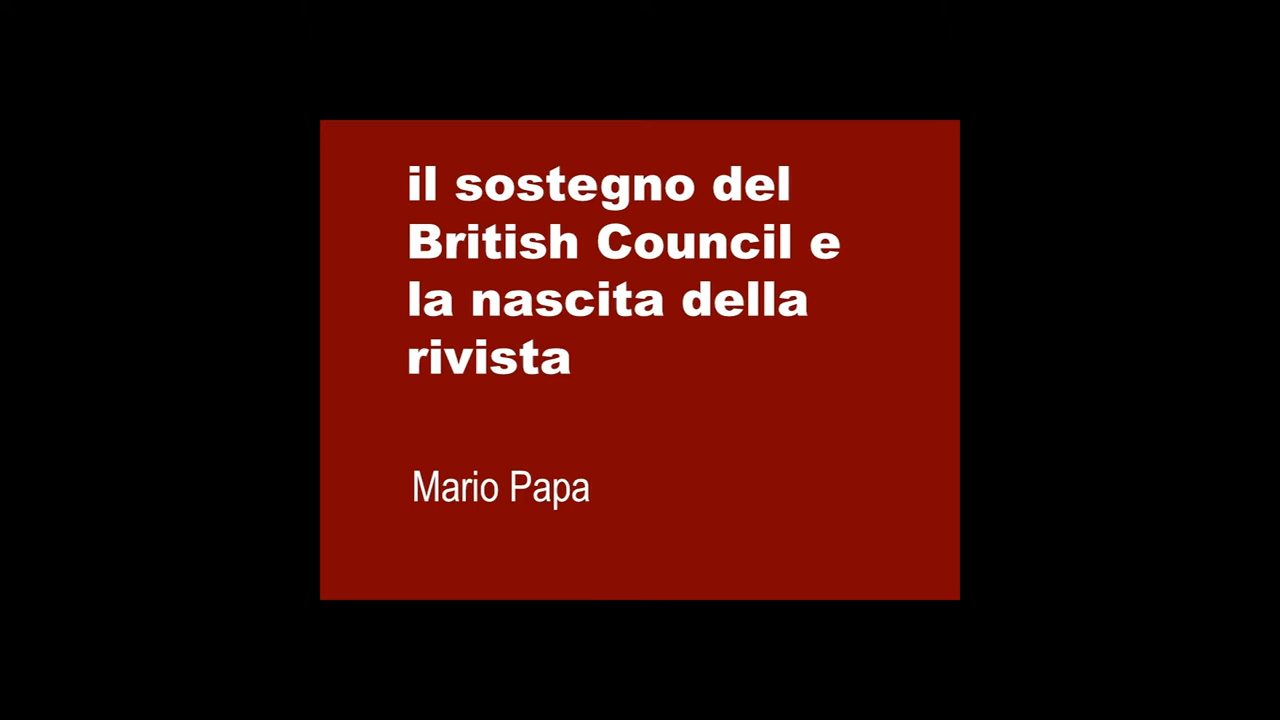 il sostegno del
British Council e
la nascita della
rivista
Mario Papa